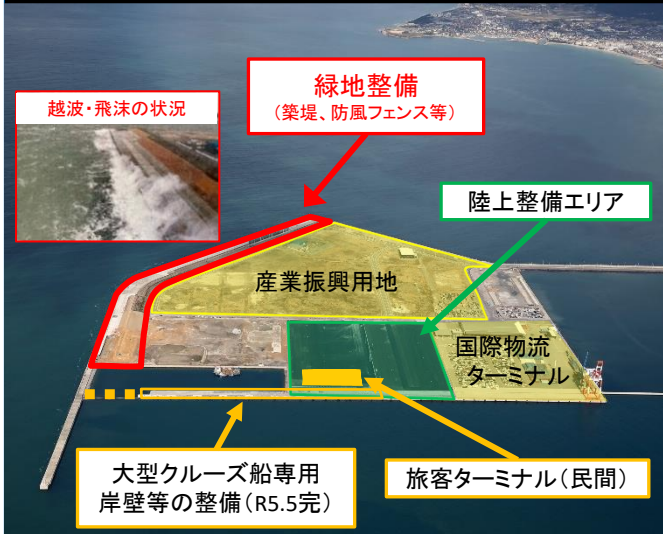 緑地整備
(築堤、防風フェンス等)
越波・飛沫の状況
陸上整備エリア
産業振興用地
国際物流
ターミナル
大型クルーズ船専用
岸壁等の整備(R5.5完)
旅客ターミナル(民間)